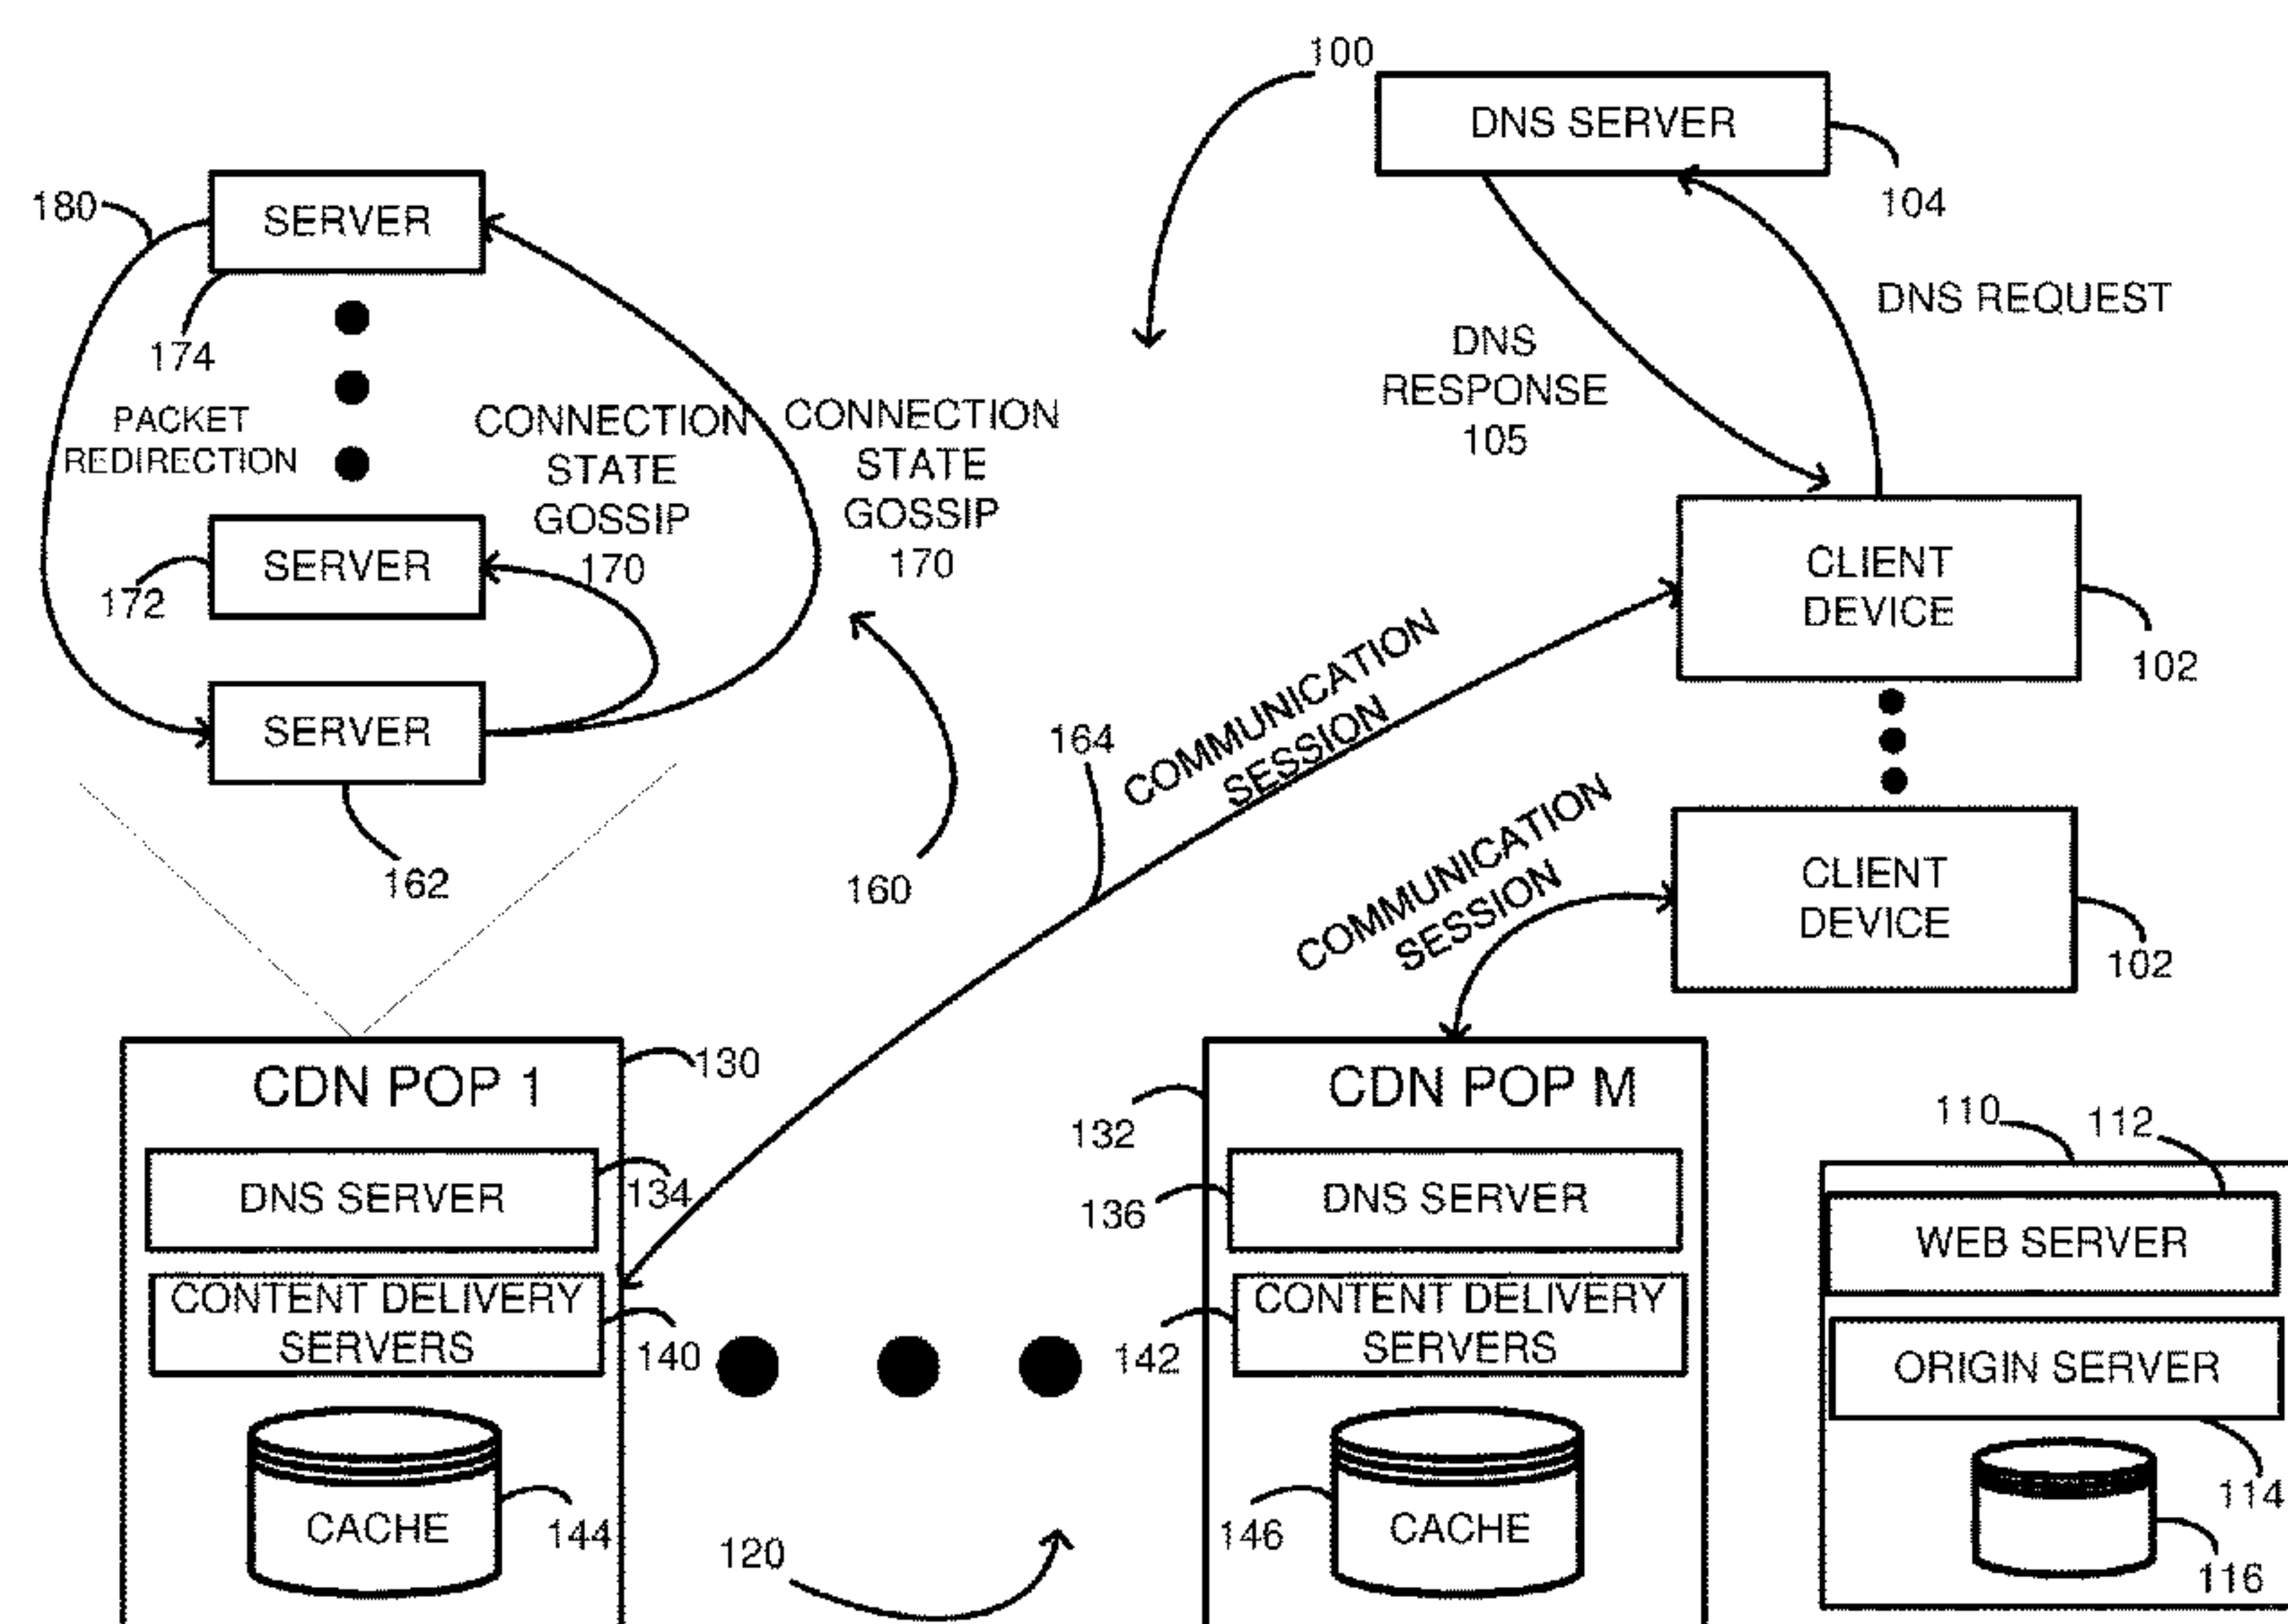 100
DNS SERVER
104
180
SERVER
174
DNS REQUEST
DNS
RESPONSE
105
PACKET
REDIRECTION
CONNECTION
STATE
GOSSIP
170
CONNECTION
STATE
GOSSIP
170
SERVER
172
CLIENT
DEVICE
102
SERVER
162
160
164
COMMUNICATION
SESSION
COMMUNICATION
SESSION
CLIENT
DEVICE
102
CDN POP 1
130
DNS SERVER
134
CONTENT DELIVERY
SERVERS
140
CACHE
144
120
CDN POP M
132
DNS SERVER
136
CONTENT DELIVERY
SERVERS
142
CACHE
146
110
112
WEB SERVER
ORIGIN SERVER
114
116